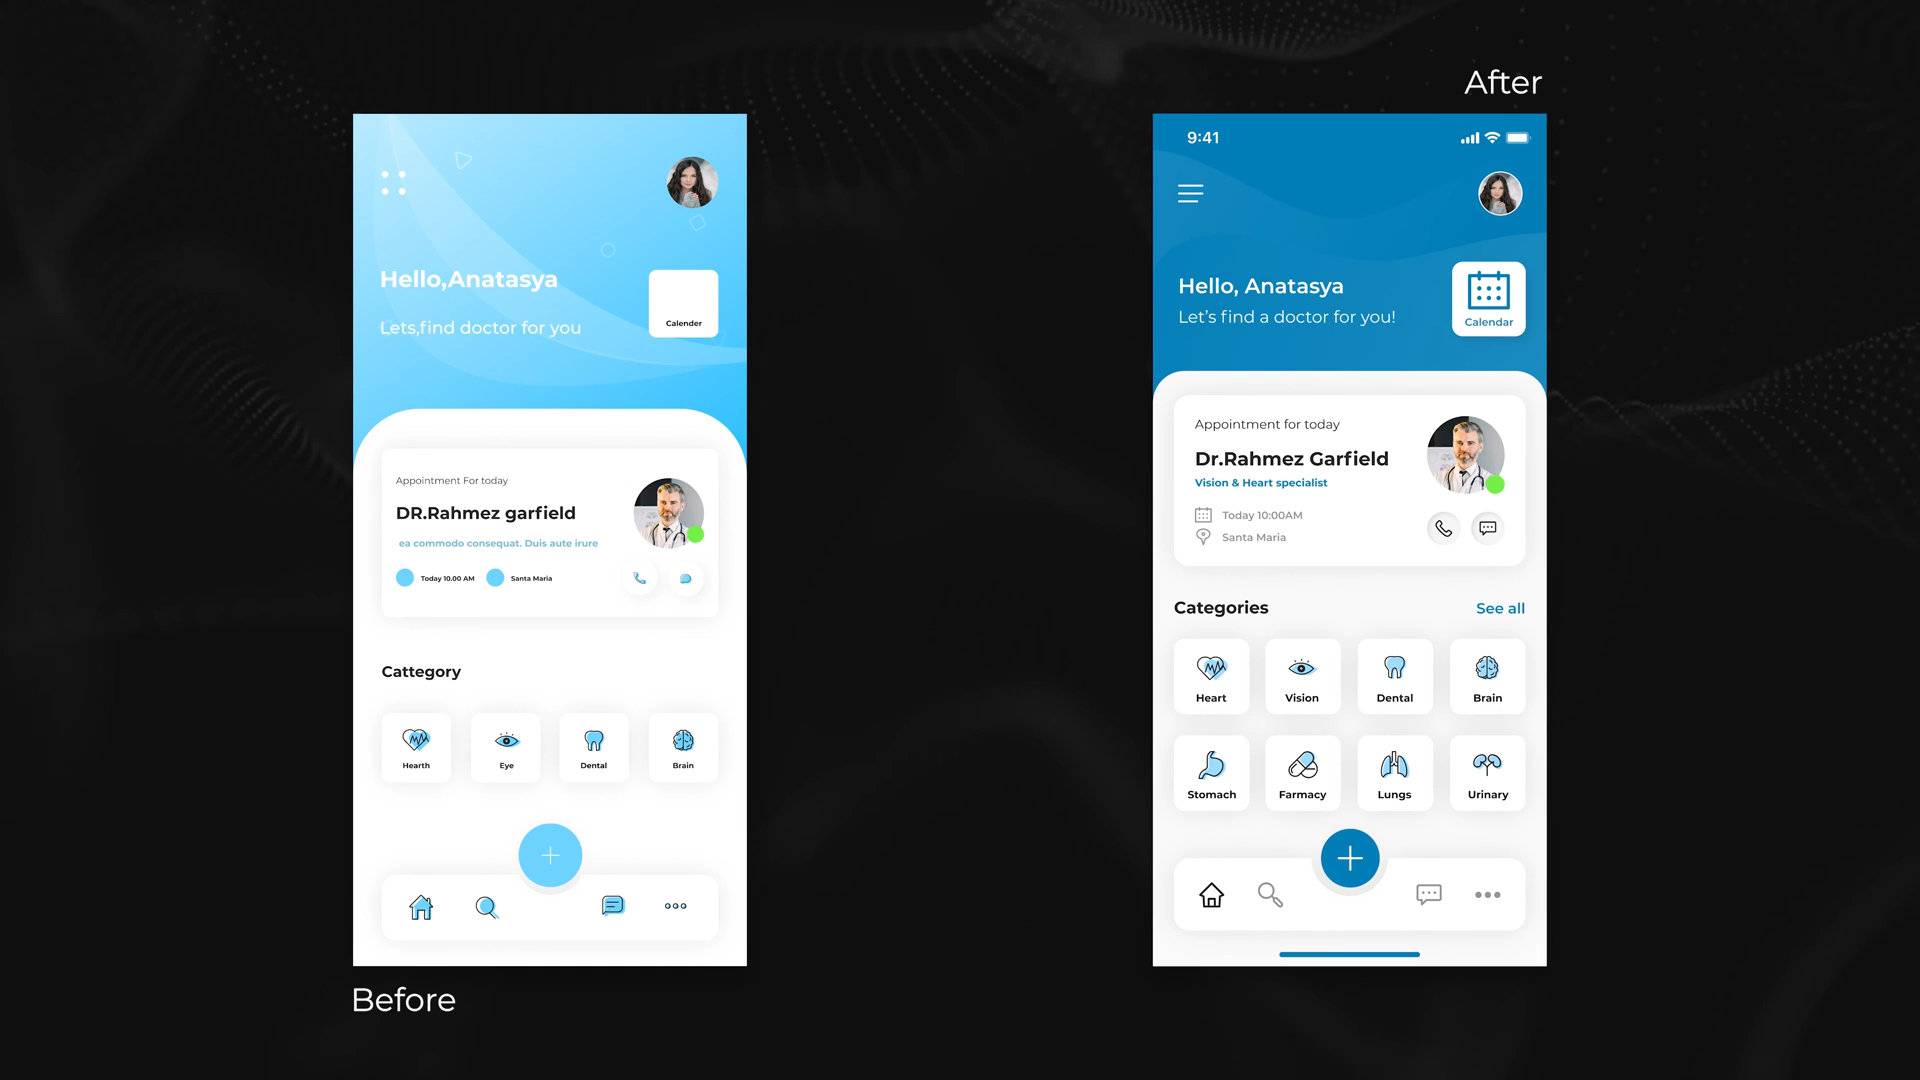 Before
Hello,Anatasya
Lets,find doctor for you
Calender
Appointment For today
DR.Rahmez garfield
ea commodo consequat. Duis aute irure
Today 10.00 AM
Santa Maria
Cattegory
Hearth
Eye
Dental
Brain
After
9:41
Hello, Anatasya
Let’s find a doctor for you!
Calendar
Appointment for today
Dr.Rahmez Garfield
Vision & Heart specialist
Today 10:00AM
Santa Maria
Categories
See all
Heart
Vision
Dental
Brain
Stomach
Farmacy
Lungs
Urinary